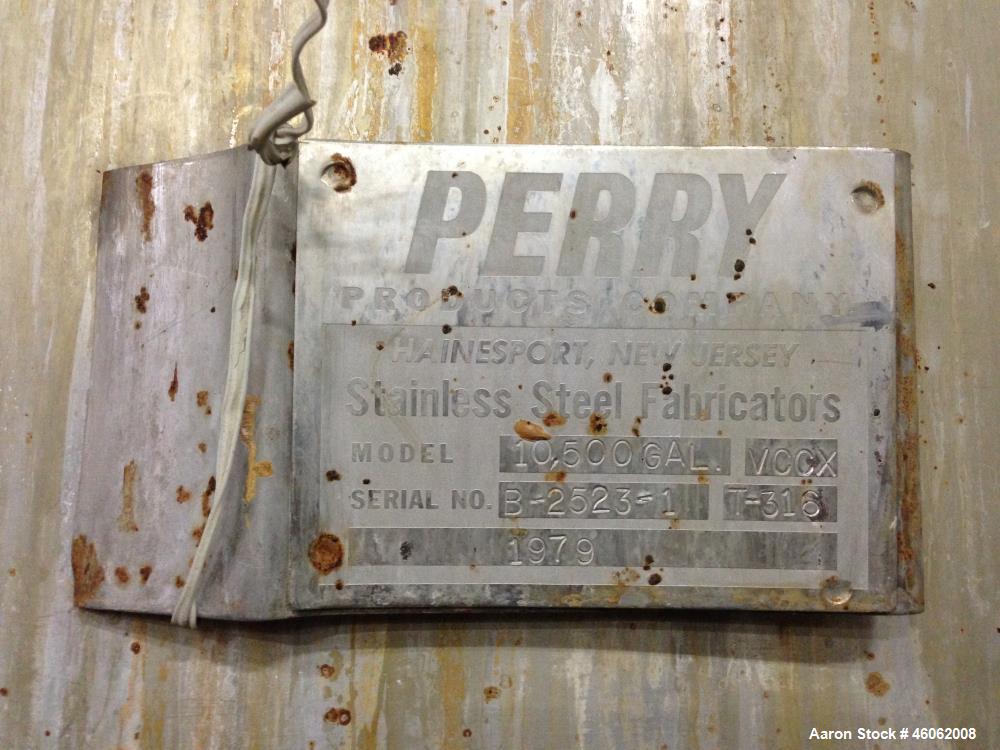 PERRY
PRODUCTS COMPANY
HAINESPORT, NEW JERSEY
Stainless Steel Fabricators
MODEL 10,500 GAL. VCCX
SERIAL NO. B-2523-1 T-316
1979
Aaron Stock # 46062008